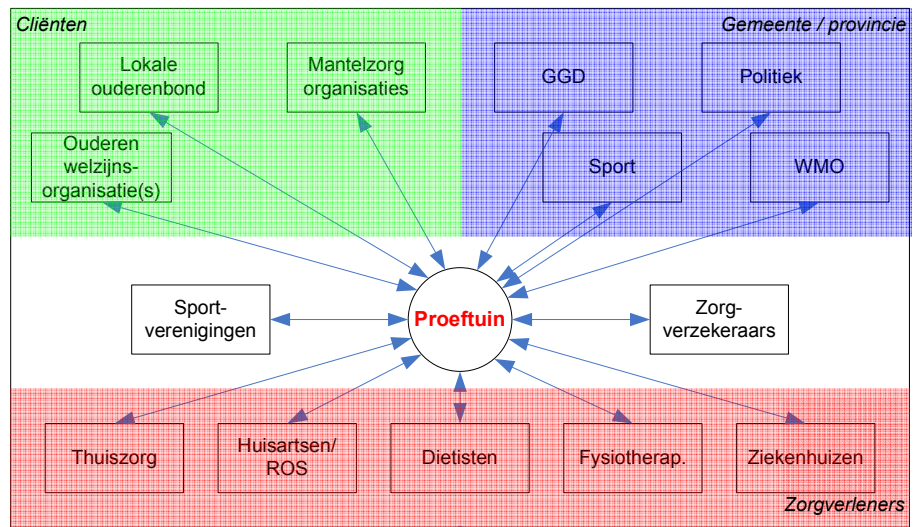 Cliënten
Gemeente / provincie
Lokale
ouderenbond
Mantelzorg
organisaties
GGD
Politiek
Ouderen
welzijns-
organisatie(s)
Sport
WMO
Sport-
verenigingen
Proeftuin
Zorg-
verzekeraars
Thuiszorg
Huisartsen/
ROS
Dietisten
Fysiotherap.
Ziekenhuizen
Zorgverleners